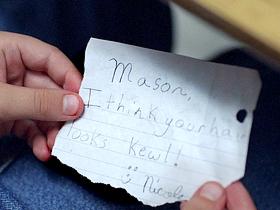 Mason,
I think your hair
looks kewl!
:) Nicole